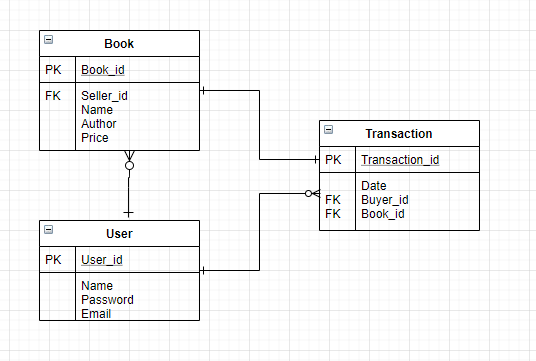 Book
PK Book_id
FK Seller_id
Name
Author
Price
Transaction
PK Transaction_id
Date
FK Buyer_id
FK Book_id
User
PK User_id
Name
Password
Email